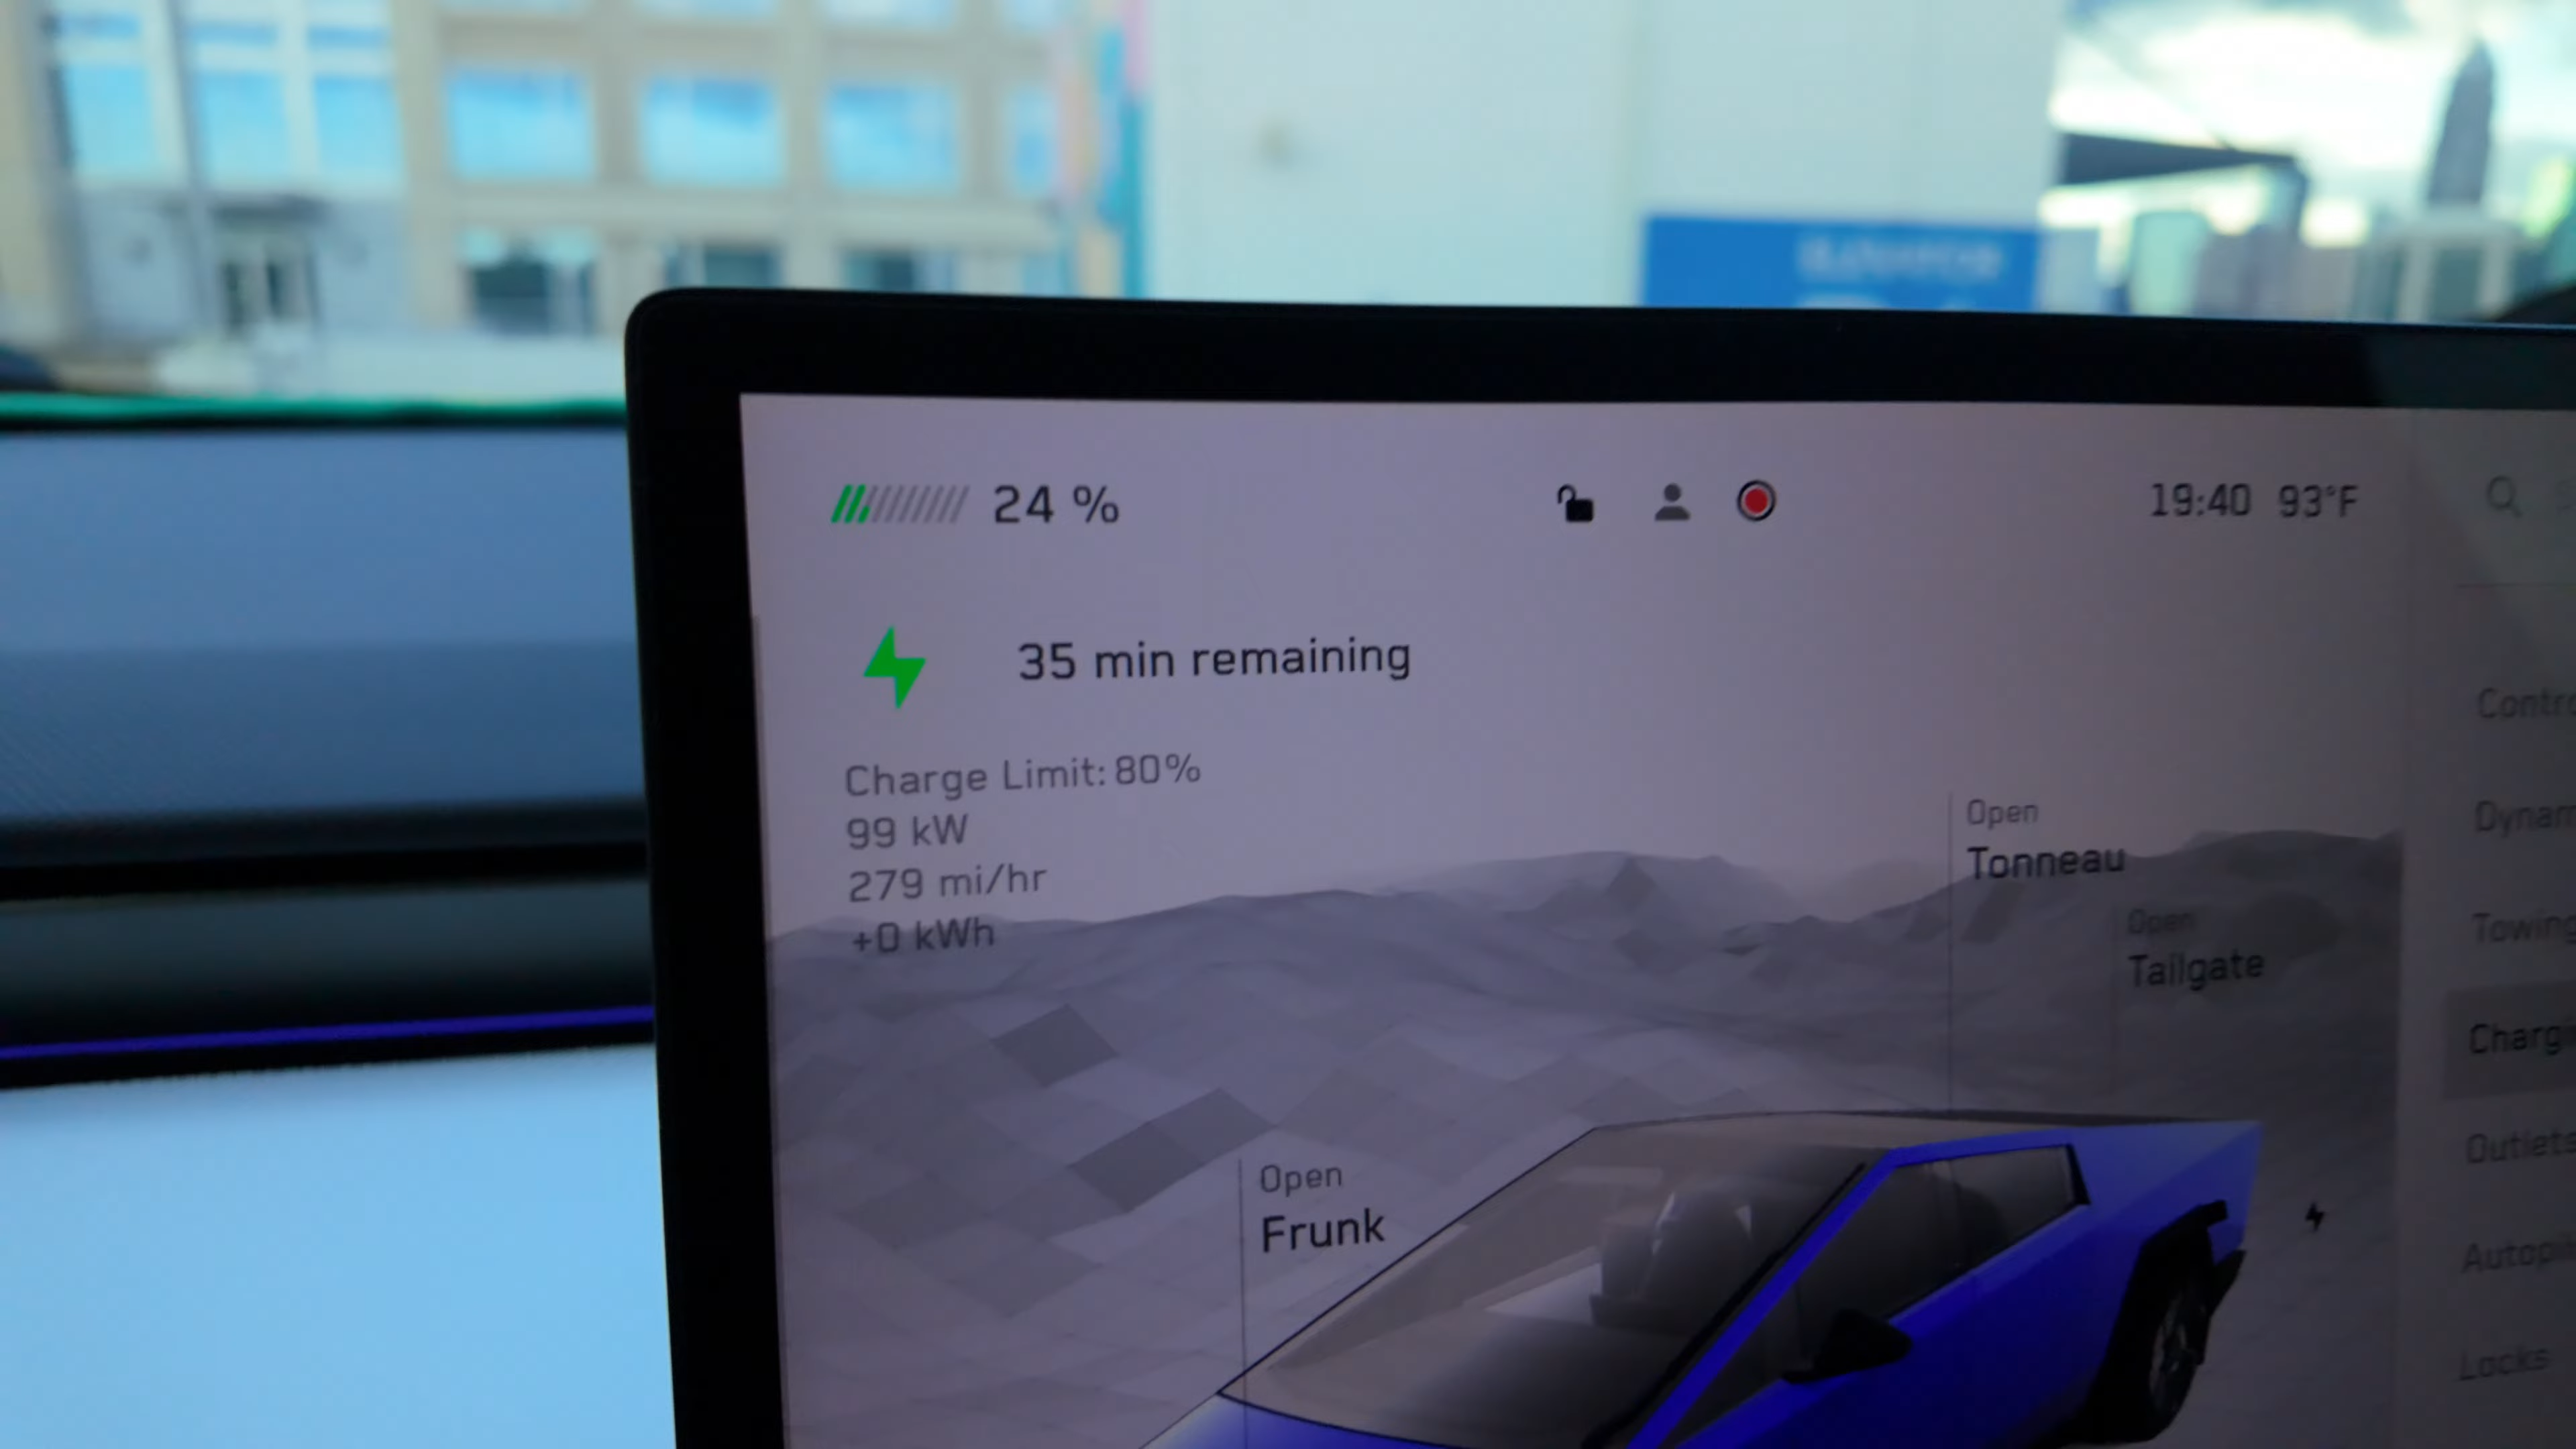 24 %
19:40 93°F
35 min remaining
Charge Limit: 80%
99 kW
279 mi/hr
+0 kWh
Open
Tonneau
Open
Tailgate
Open
Frunk
Locks